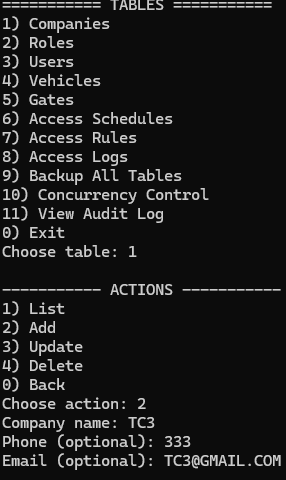 =========== TABLES ===========
1) Companies
2) Roles
3) Users
4) Vehicles
5) Gates
6) Access Schedules
7) Access Rules
8) Access Logs
9) Backup All Tables
10) Concurrency Control
11) View Audit Log
0) Exit
Choose table: 1

----------- ACTIONS -----------
1) List
2) Add
3) Update
4) Delete
0) Back
Choose action: 2
Company name: TC3
Phone (optional): 333
Email (optional): TC3@GMAIL.COM